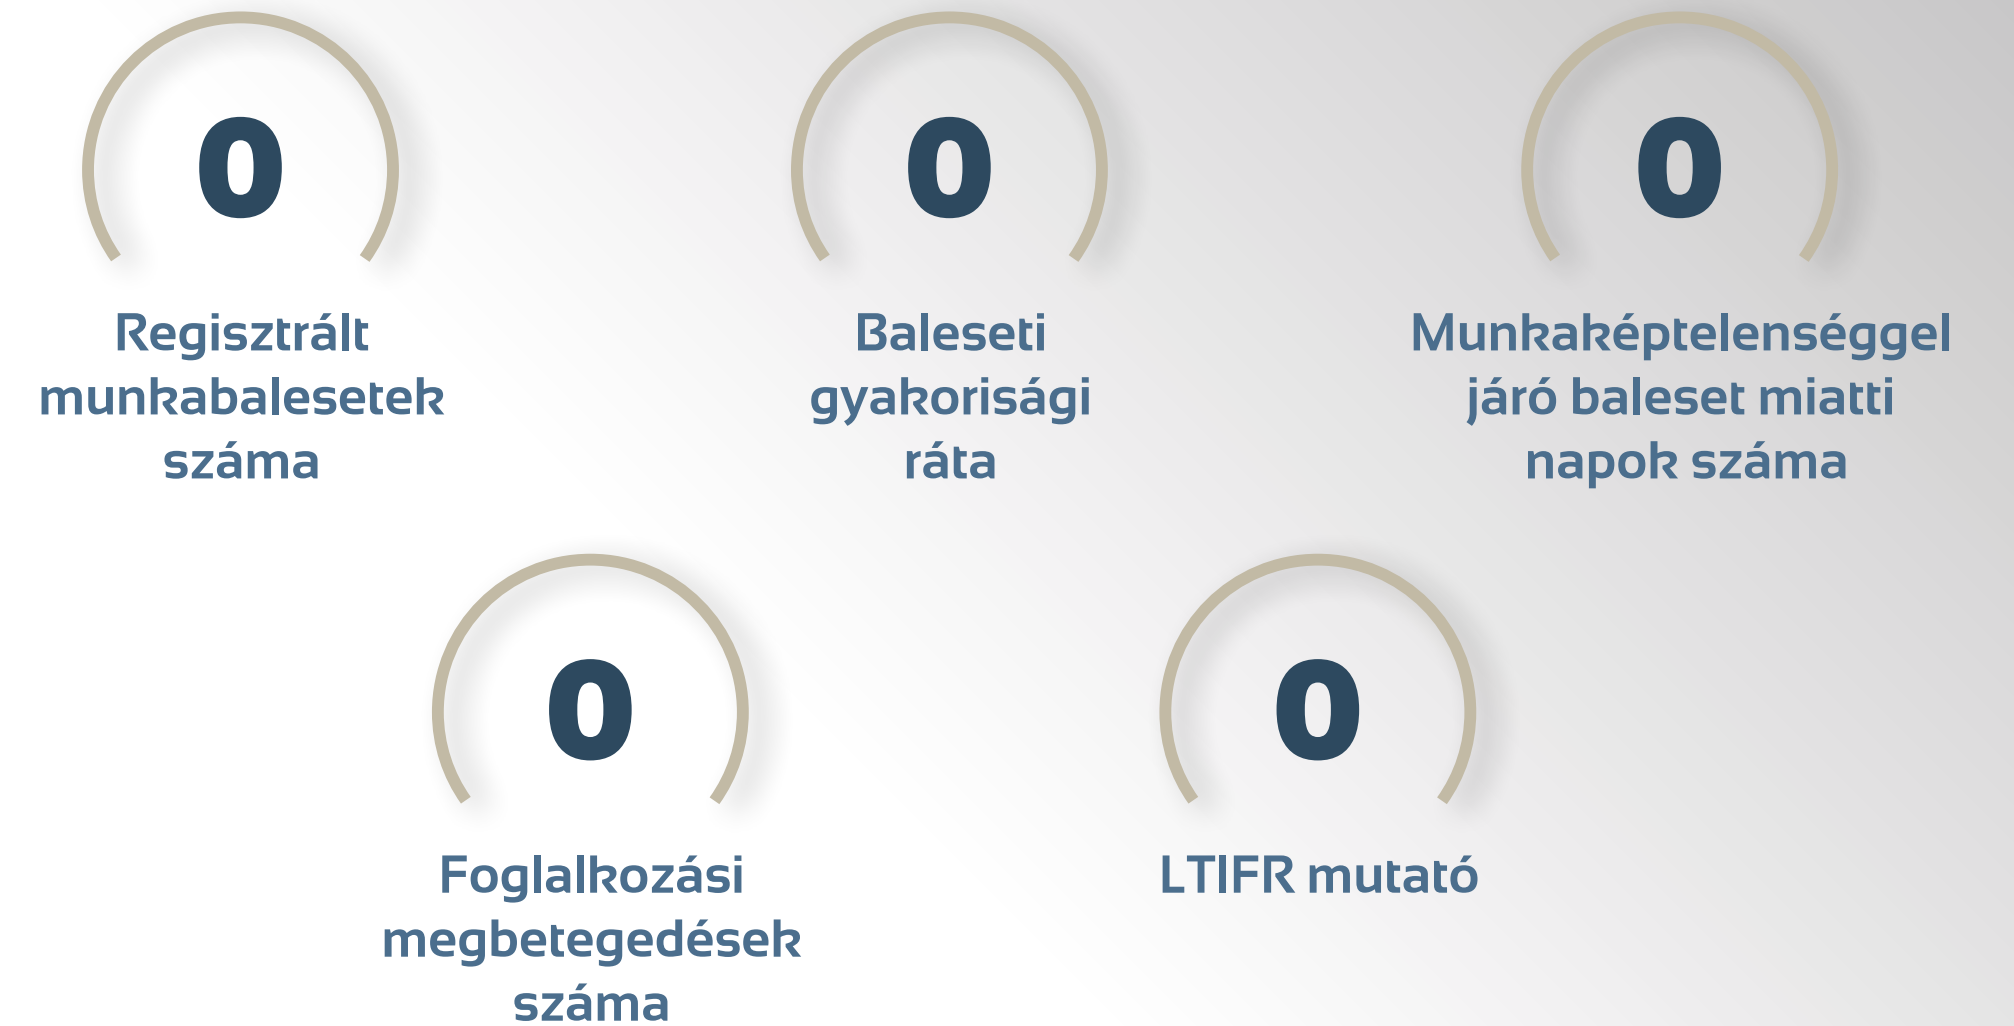 0
Regisztrált
munkabalesetek
száma
0
Baleseti
gyakorisági
ráta
0
Munkaképtelenséggel
járó baleset miatti
napok száma
0
Foglalkozási
megbetegedések
száma
0
LTIFR mutató